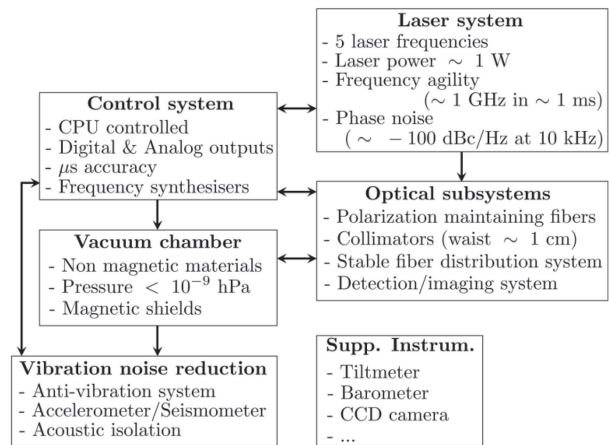 Laser system
- 5 laser frequencies
- Laser power ∼ 1 W
- Frequency agility
(∼ 1 GHz in ∼ 1 ms)
- Phase noise
( ∼ − 100 dBc/Hz at 10 kHz)
Control system
- CPU controlled
- Digital & Analog outputs
- μs accuracy
- Frequency synthesisers
Optical subsystems
- Polarization maintaining fibers
- Collimators (waist ∼ 1 cm)
- Stable fiber distribution system
- Detection/imaging system
Vacuum chamber
- Non magnetic materials
- Pressure < 10⁻⁹ hPa
- Magnetic shields
Vibration noise reduction
- Anti-vibration system
- Accelerometer/Seismometer
- Acoustic isolation
Supp. Instrum.
- Tiltmeter
- Barometer
- CCD camera
- ...